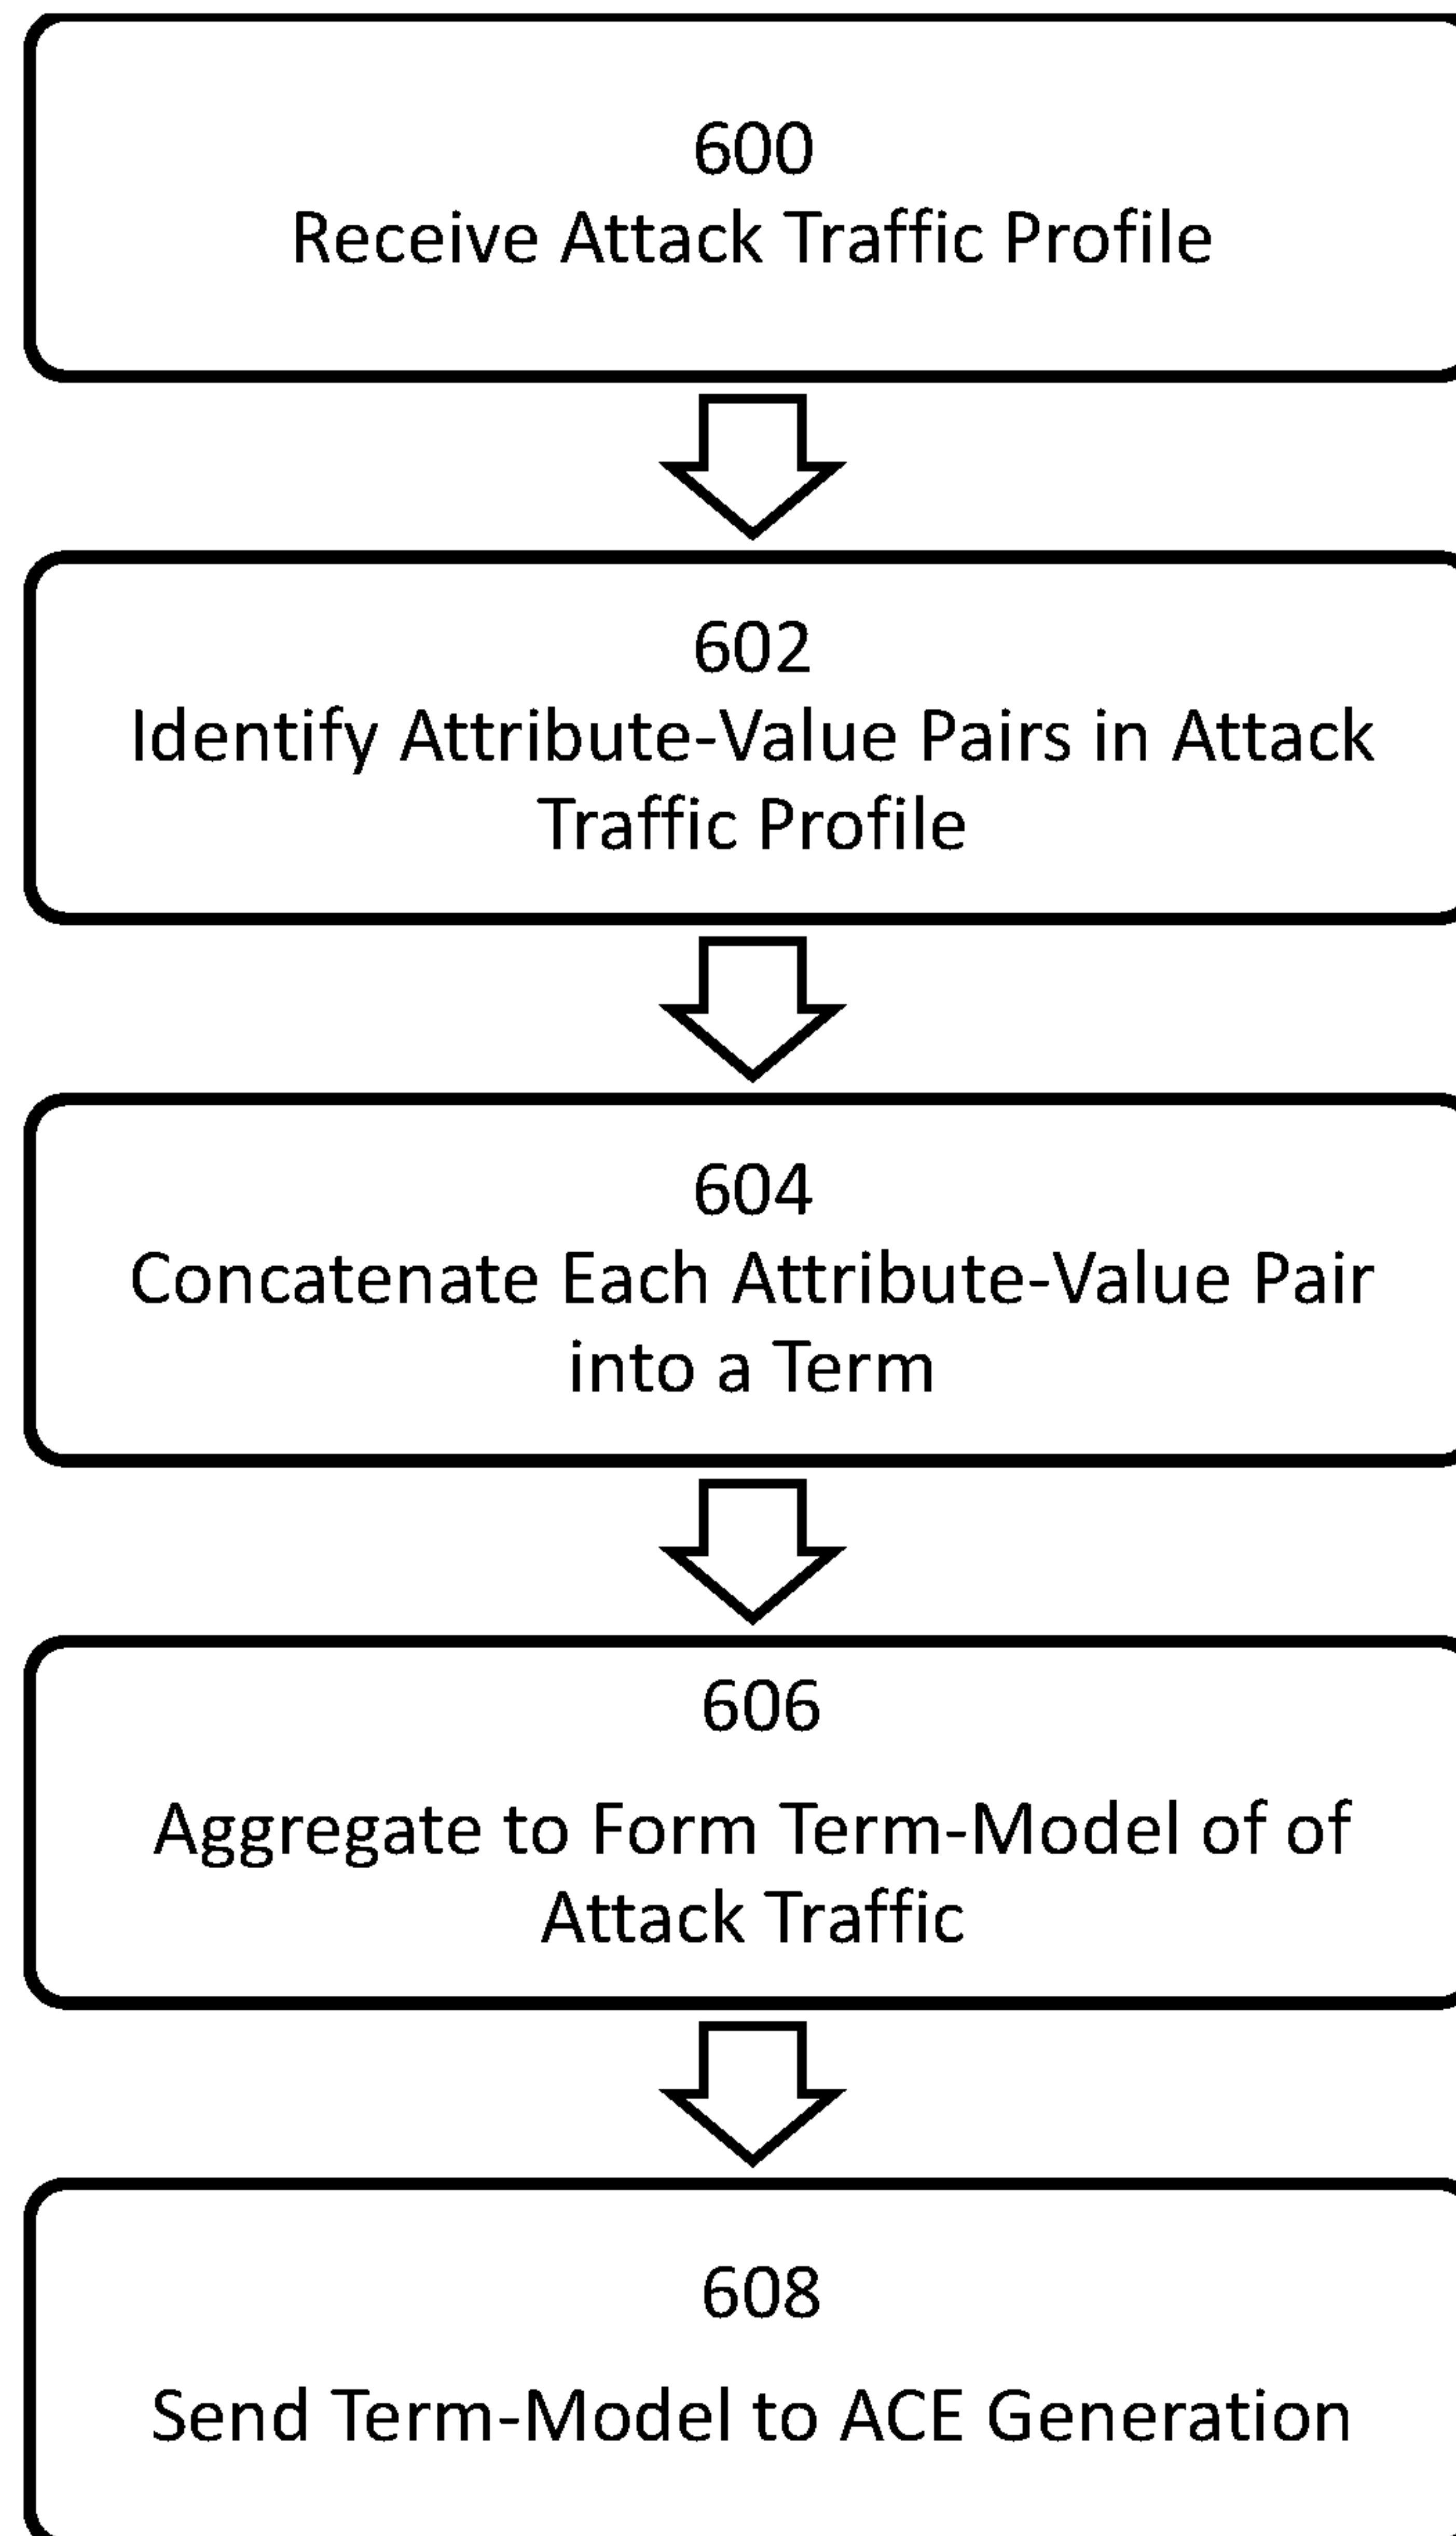 600
Receive Attack Traffic Profile
602
Identify Attribute-Value Pairs in Attack
Traffic Profile
604
Concatenate Each Attribute-Value Pair
into a Term
606
Aggregate to Form Term-Model of of
Attack Traffic
608
Send Term-Model to ACE Generation